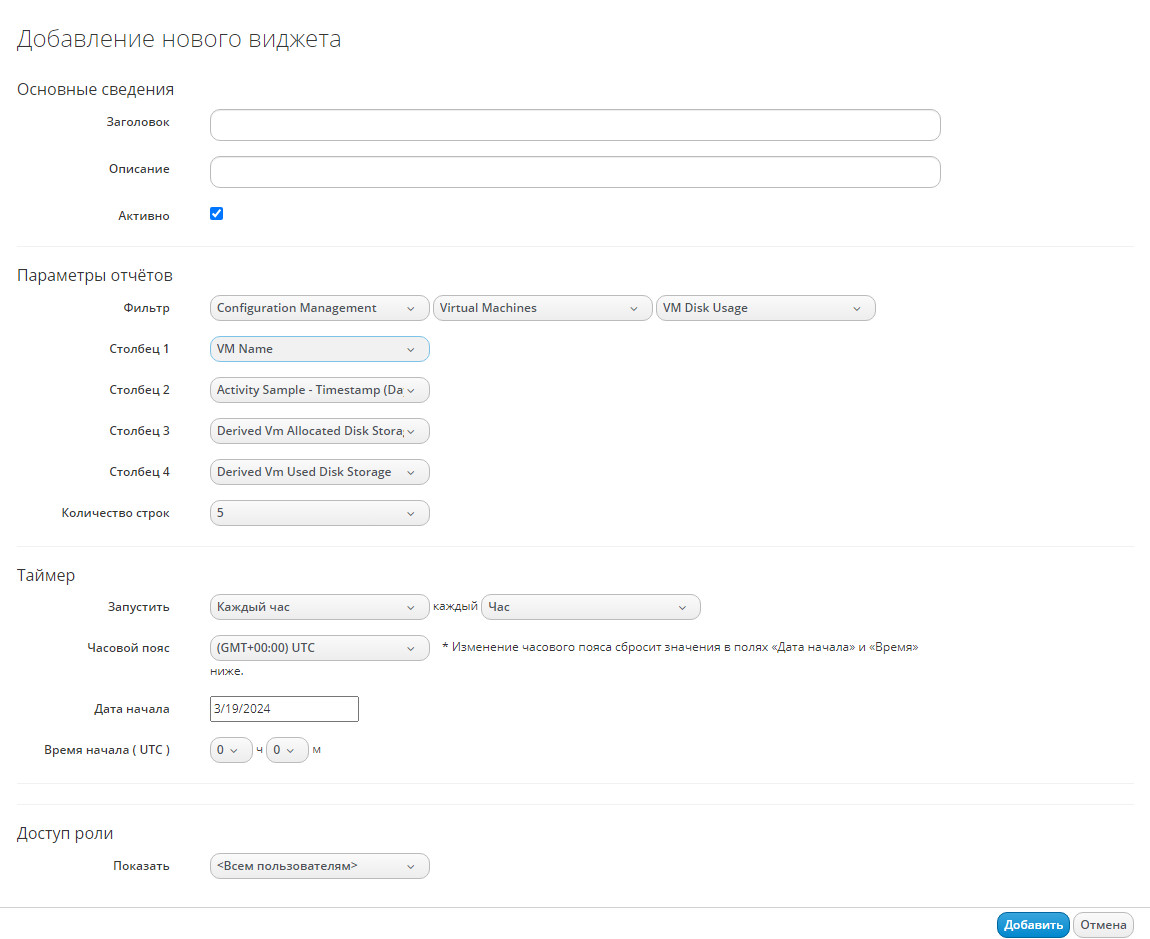 Добавление нового виджета
Основные сведения
Заголовок
Описание
Активно
Параметры отчётов
Фильтр Configuration Management Virtual Machines VM Disk Usage
Столбец 1 VM Name
Столбец 2 Activity Sample - Timestamp (Da
Столбец 3 Derived Vm Allocated Disk Stora
Столбец 4 Derived Vm Used Disk Storage
Количество строк 5
Таймер
Запустить Каждый час каждый Час
Часовой пояс (GMT+00:00) UTC * Изменение часового пояса сбросит значения в полях «Дата начала» и «Время»
ниже.
Дата начала 3/19/2024
Время начала ( UTC ) 0 ч 0 м
Доступ роли
Показать <Всем пользователям>
Добавить Отмена